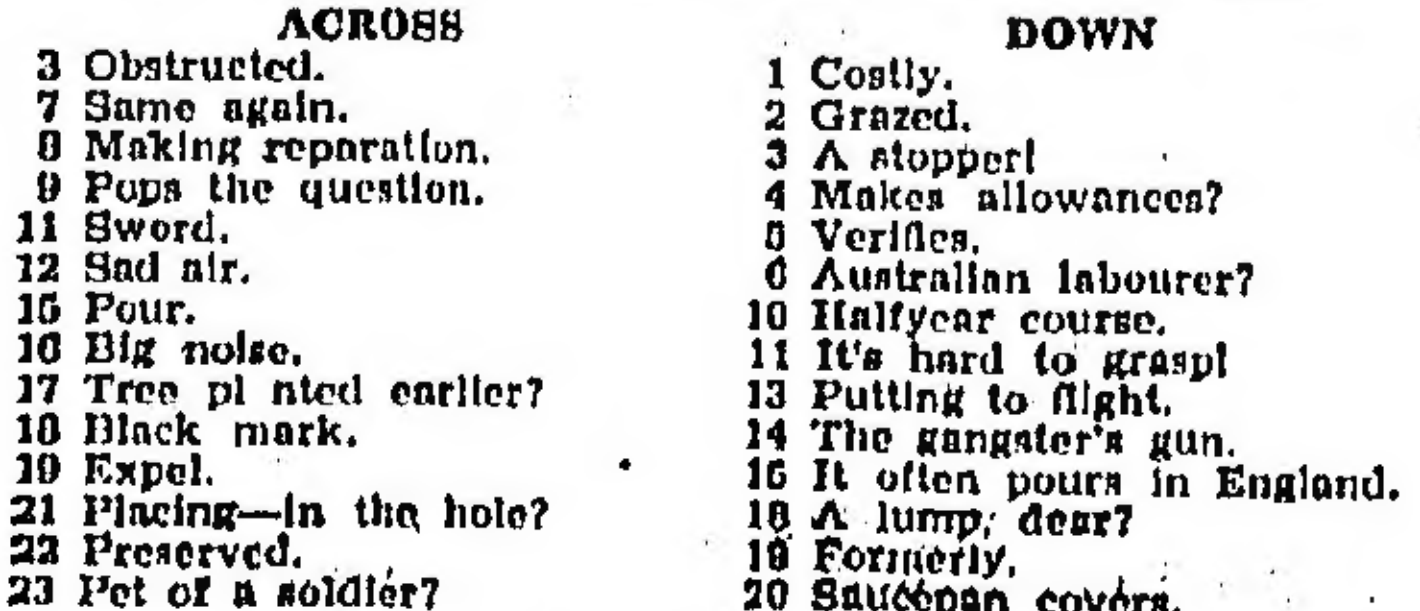 ACROSS
3 Obstructed.
7 Same again.
8 Making reparation.
9 Pops the question.
11 Sword.
12 Sad air.
15 Pour.
16 Big noise.
17 Tree pl nted earlier?
18 Black mark.
19 Expel.
21 Placing—in the hole?
22 Preserved.
23 Pet of a soldier?
DOWN
1 Costly.
2 Grazed.
3 A stopper!
4 Makes allowances?
5 Verifies.
6 Australian labourer?
10 Halfyear course.
11 It's hard to grasp!
13 Putting to flight.
14 The gangster's gun.
16 It often pours in England.
18 A lump, dear?
19 Formerly.
20 Saucepan covers.